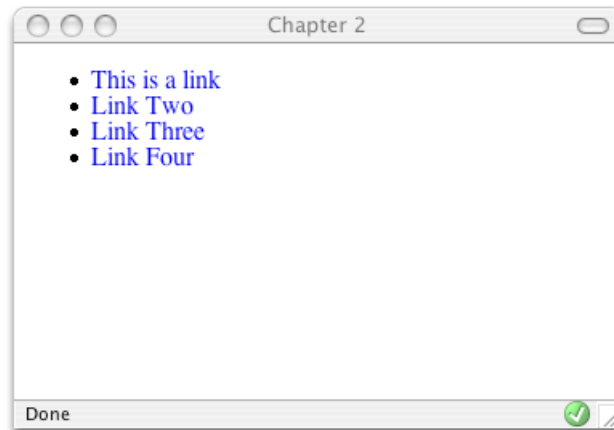 Chapter 2
This is a link
Link Two
Link Three
Link Four
Done